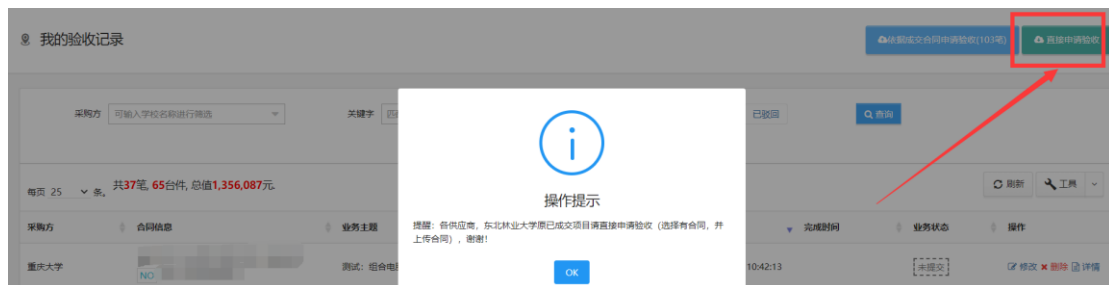 我的验收记录
依据成交合同申请验收(103笔)
直接申请验收
采购方 可输入学校名称进行筛选
关键字
已驳回
查询
每页 25 条。 共37笔, 65台件, 总值1,356,087元.
刷新
工具
操作提示
提醒:各供应商,东北林业大学原已成交项目请直接申请验收(选择有合同,并
上传合同),谢谢!
OK
采购方 合同信息 业务主题 完成时间 业务状态 操作
重庆大学 NO 10:42:13 未提交 修改 删除 详情
测试:组合电